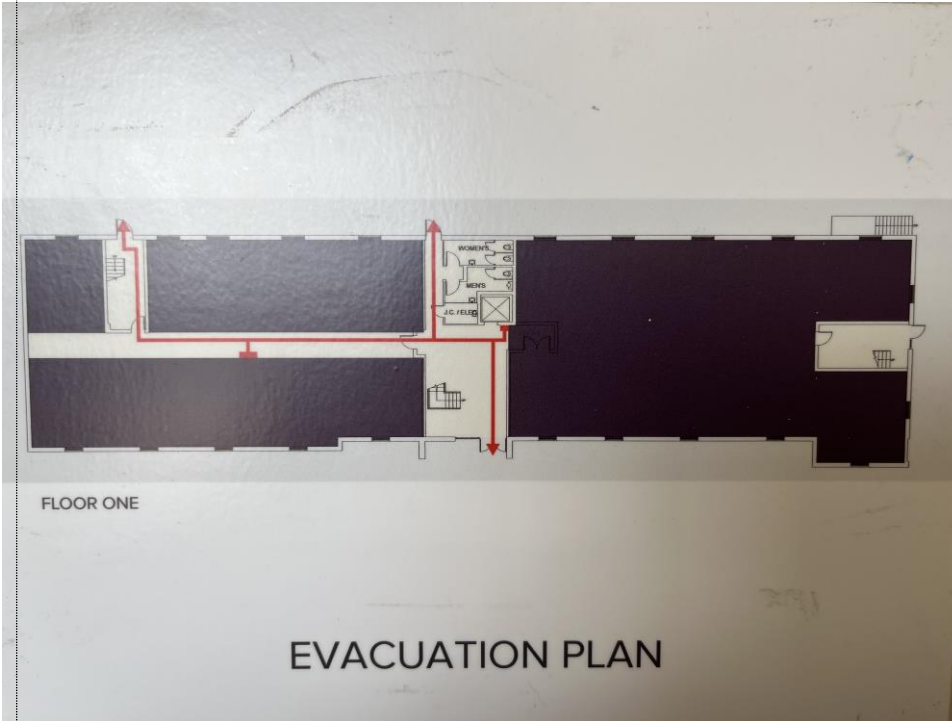 WOMEN'S
MEN'S
J.C. / ELEC
FLOOR ONE
EVACUATION PLAN